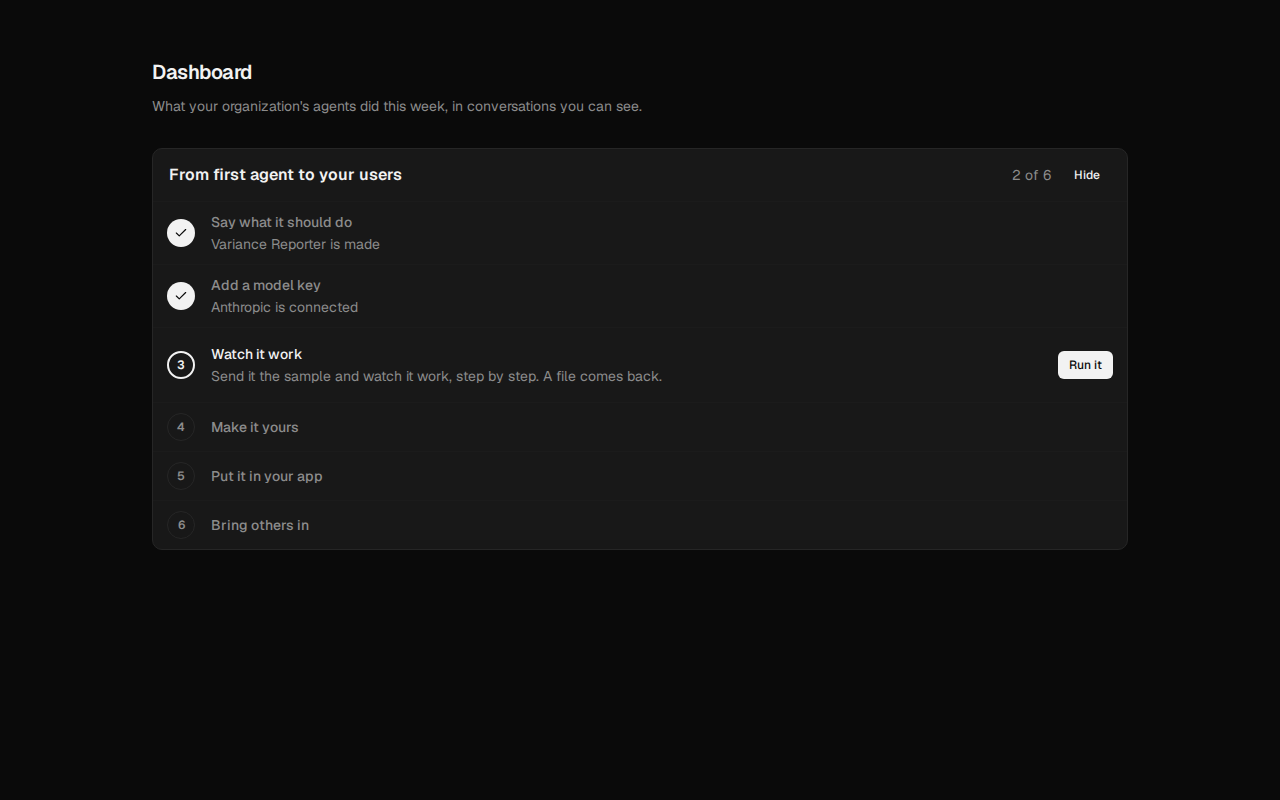 Dashboard
What your organization's agents did this week, in conversations you can see.
From first agent to your users
2 of 6
Hide
Say what it should do
Variance Reporter is made
Add a model key
Anthropic is connected
3
Watch it work
Send it the sample and watch it work, step by step. A file comes back.
Run it
4
Make it yours
5
Put it in your app
6
Bring others in